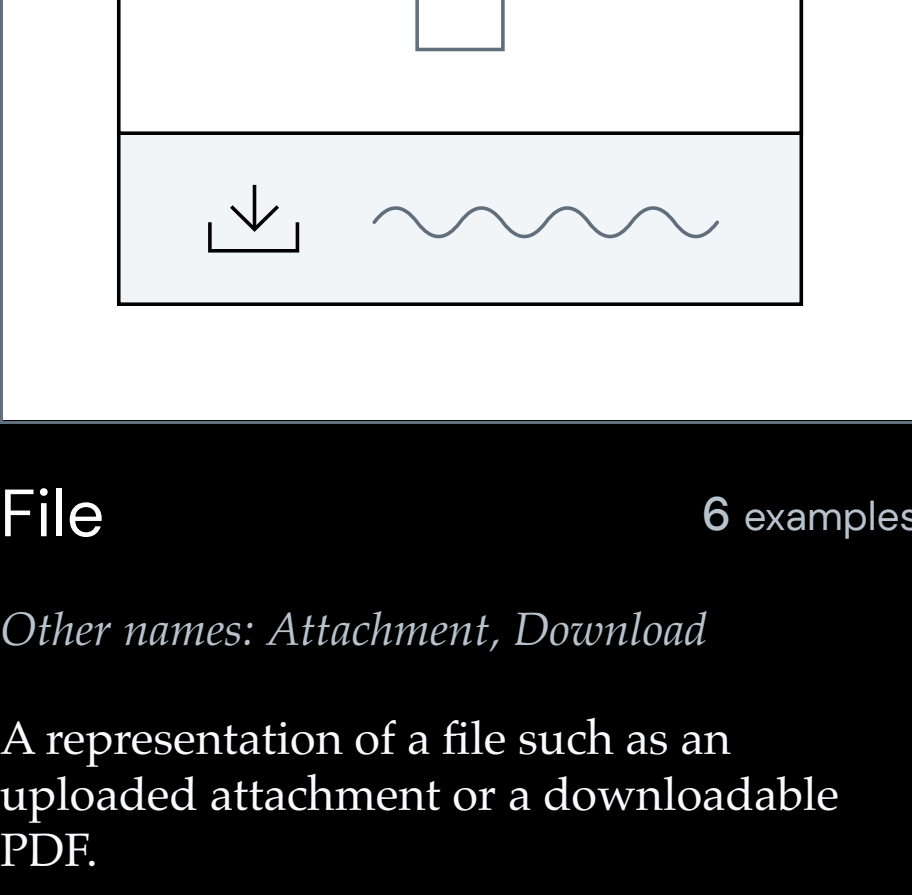 File
6 examples
Other names: Attachment, Download
A representation of a file such as an
uploaded attachment or a downloadable
PDF.